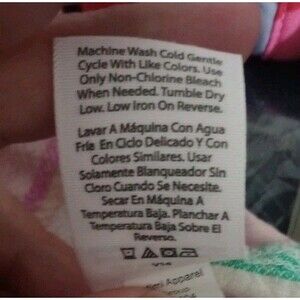 Machine Wash Cold Gentle
Cycle With Like Colors. Use
Only Non-Chlorine Bleach
When Needed. Tumble Dry
Low. Low Iron On Reverse.
Lavar A Máquina Con Agua
Fría En Ciclo Delicado Y Con
Colores Similares. Usar
Solamente Blanqueador Sin
Cloro Cuando Se Necesite.
Secar En Máquina A
Temperatura Baja. Planchar A
Temperatura Baja Sobre El
Reverso.
Apparel